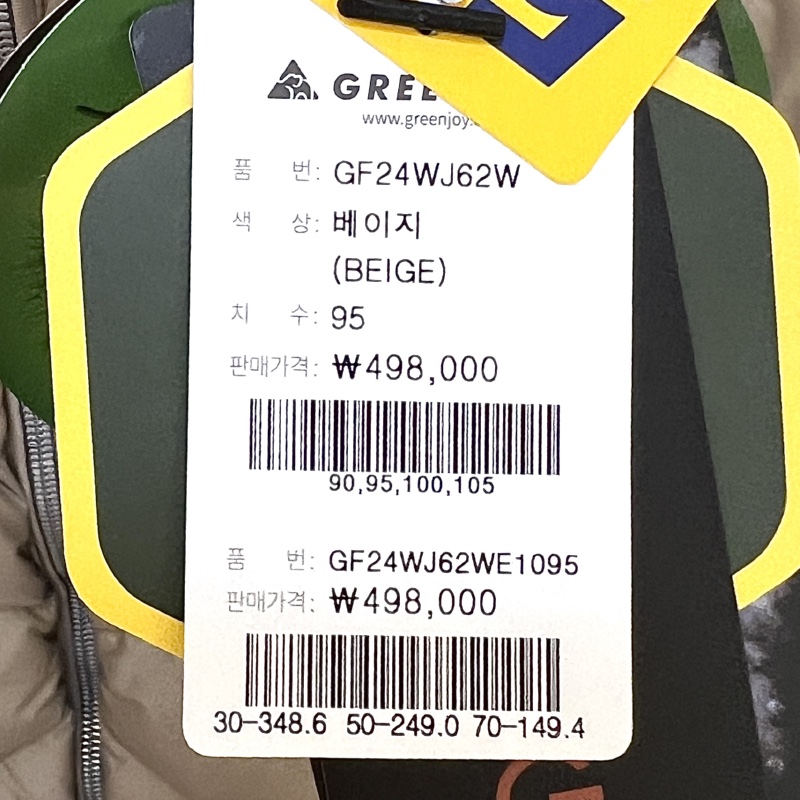 GREE
www.greenjoy.
품 번: GF24WJ62W
색 상: 베이지
(BEIGE)
치 수: 95
판매가격: ₩498,000
90,95,100,105
품 번: GF24WJ62WE1095
판매가격: ₩498,000
30-348.6 50-249.0 70-149.4